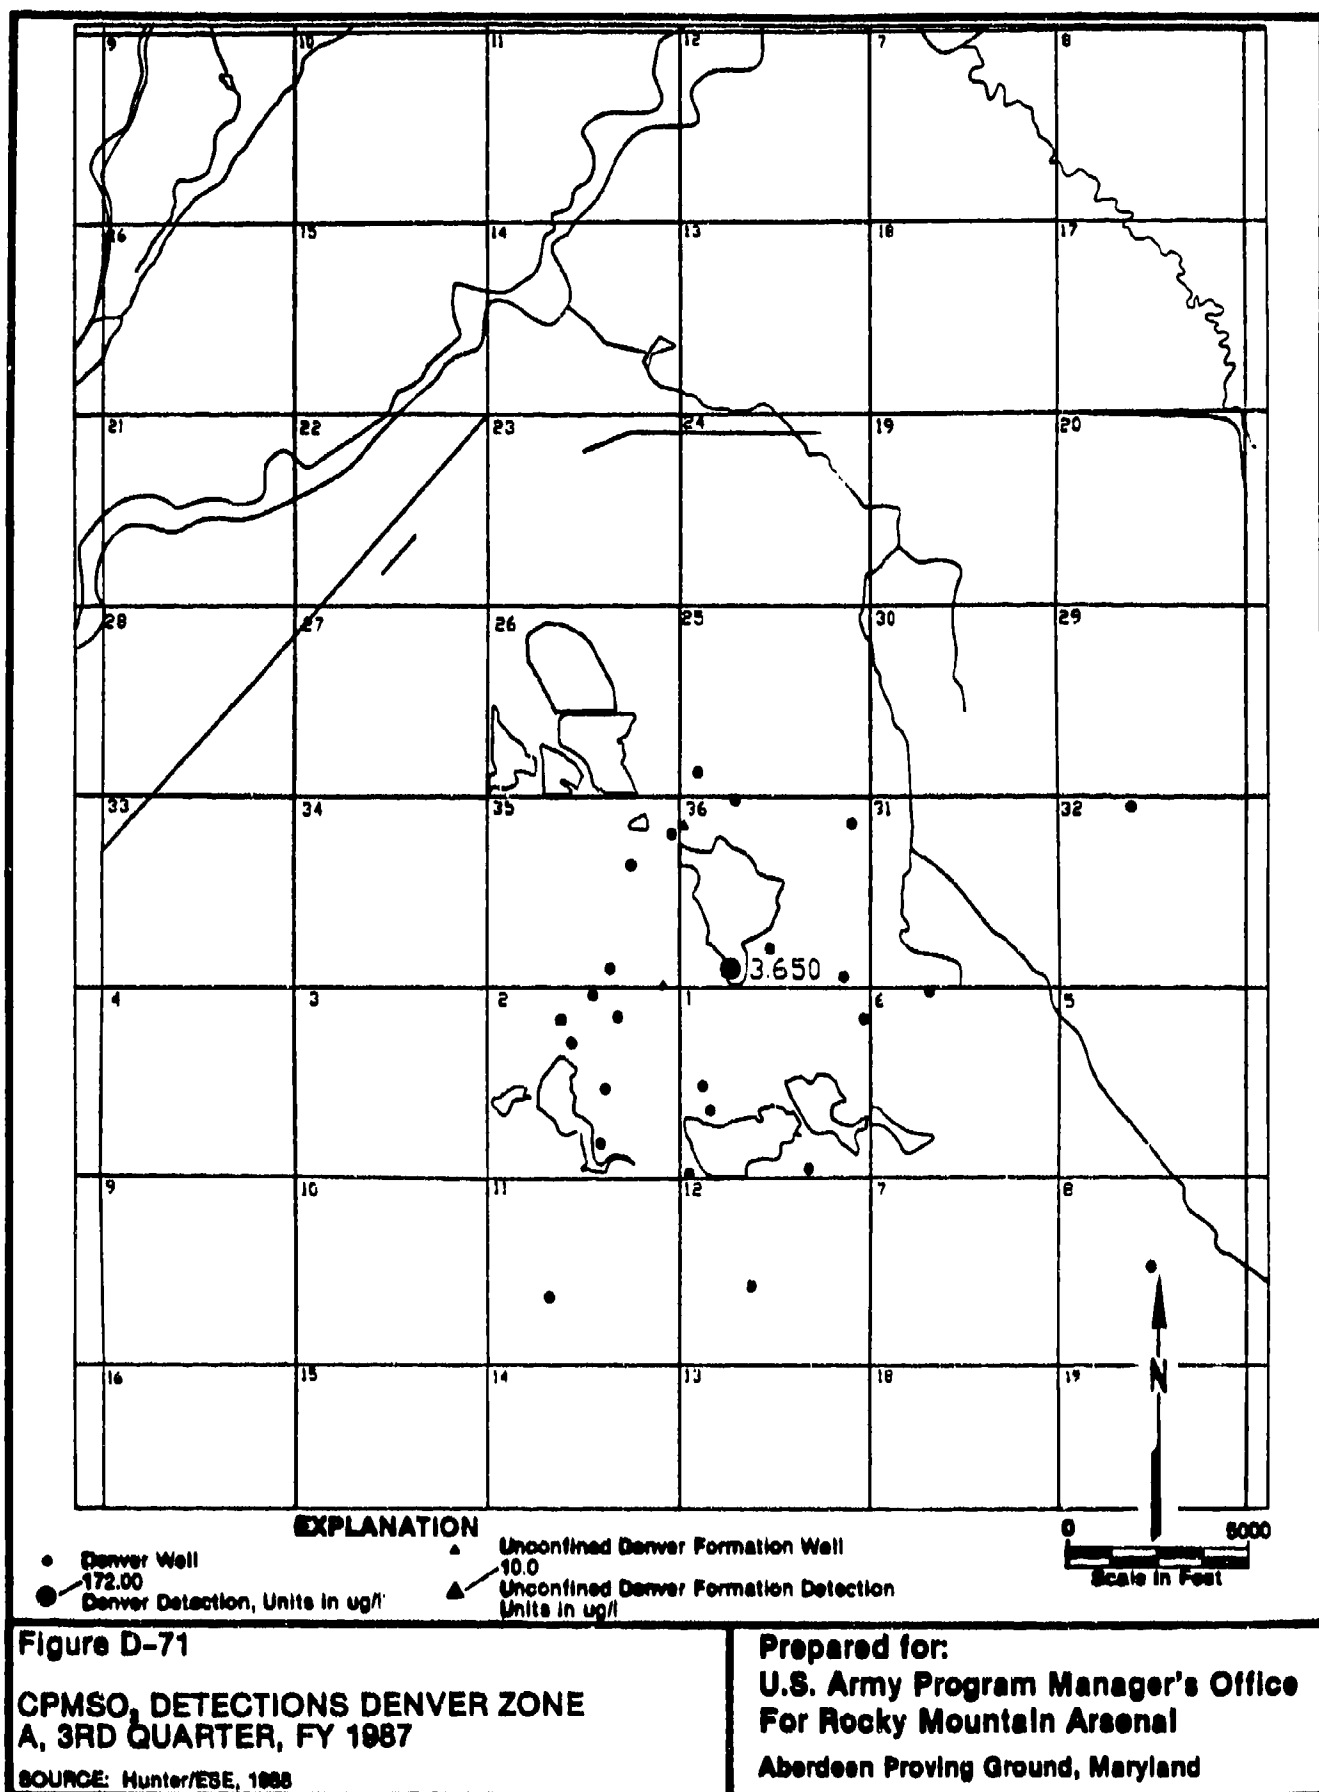 9 10 11 12 7 8
16 15 14 13 18 17
21 22 23 24 19 20
28 27 26 25 30 29
33 34 35 36 31 32
3.650
4 3 2 1 6 5
9 10 11 12 7 8
16 15 14 13 18 19
N
EXPLANATION
Denver Well
172.00
Denver Detection, Units in ug/l
Unconfined Denver Formation Well
10.0
Unconfined Denver Formation Detection
Units in ug/l
0 5000
Scale in Feet
Figure D-71
CPMSO₂ DETECTIONS DENVER ZONE
A, 3RD QUARTER, FY 1987
SOURCE: Hunter/ESE, 1988
Prepared for:
U.S. Army Program Manager's Office
For Rocky Mountain Arsenal
Aberdeen Proving Ground, Maryland